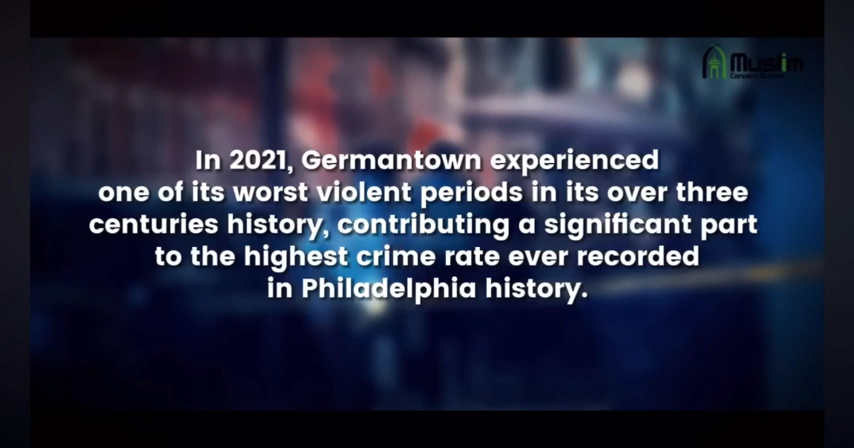 Muslim
In 2021, Germantown experienced
one of its worst violent periods in its over three
centuries history, contributing a significant part
to the highest crime rate ever recorded
in Philadelphia history.